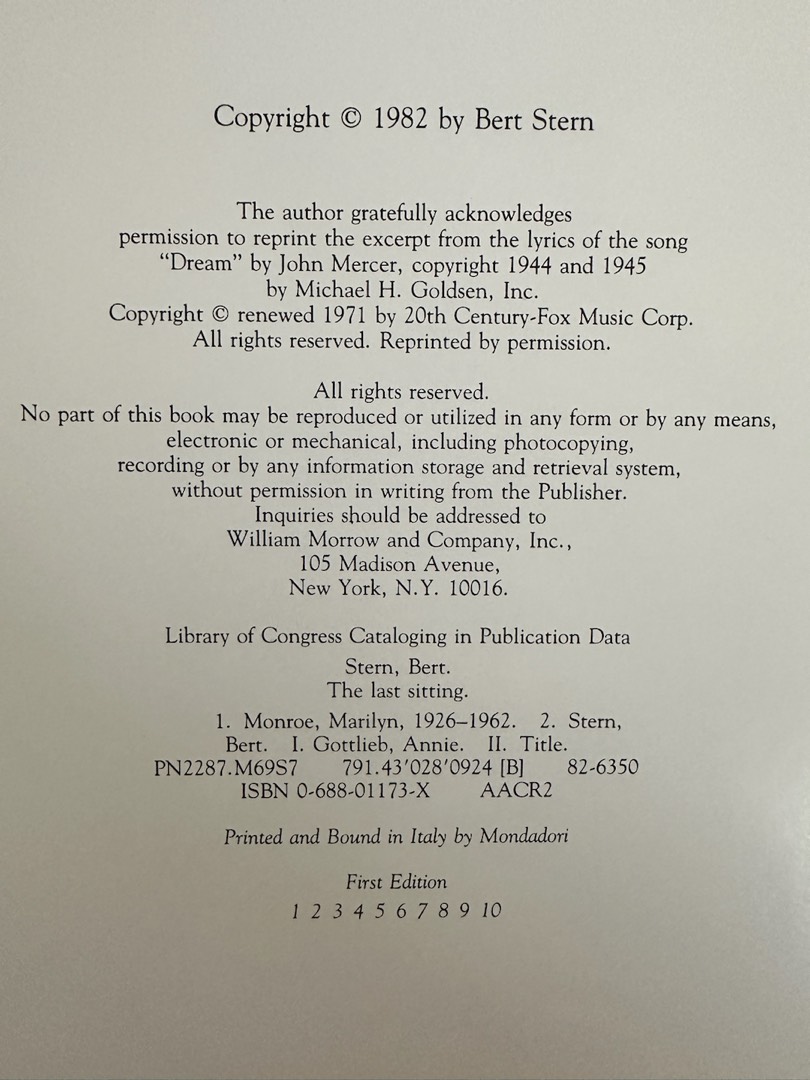 Copyright © 1982 by Bert Stern
The author gratefully acknowledges
permission to reprint the excerpt from the lyrics of the song
“Dream” by John Mercer, copyright 1944 and 1945
by Michael H. Goldsen, Inc.
Copyright © renewed 1971 by 20th Century-Fox Music Corp.
All rights reserved. Reprinted by permission.
All rights reserved.
No part of this book may be reproduced or utilized in any form or by any means,
electronic or mechanical, including photocopying,
recording or by any information storage and retrieval system,
without permission in writing from the Publisher.
Inquiries should be addressed to
William Morrow and Company, Inc.,
105 Madison Avenue,
New York, N.Y. 10016.
Library of Congress Cataloging in Publication Data
Stern, Bert.
The last sitting.
1. Monroe, Marilyn, 1926–1962. 2. Stern,
Bert. I. Gottlieb, Annie. II. Title.
PN2287.M69S7 791.43′028′0924 [B] 82-6350
ISBN 0-688-01173-X AACR2
Printed and Bound in Italy by Mondadori
First Edition
1 2 3 4 5 6 7 8 9 10